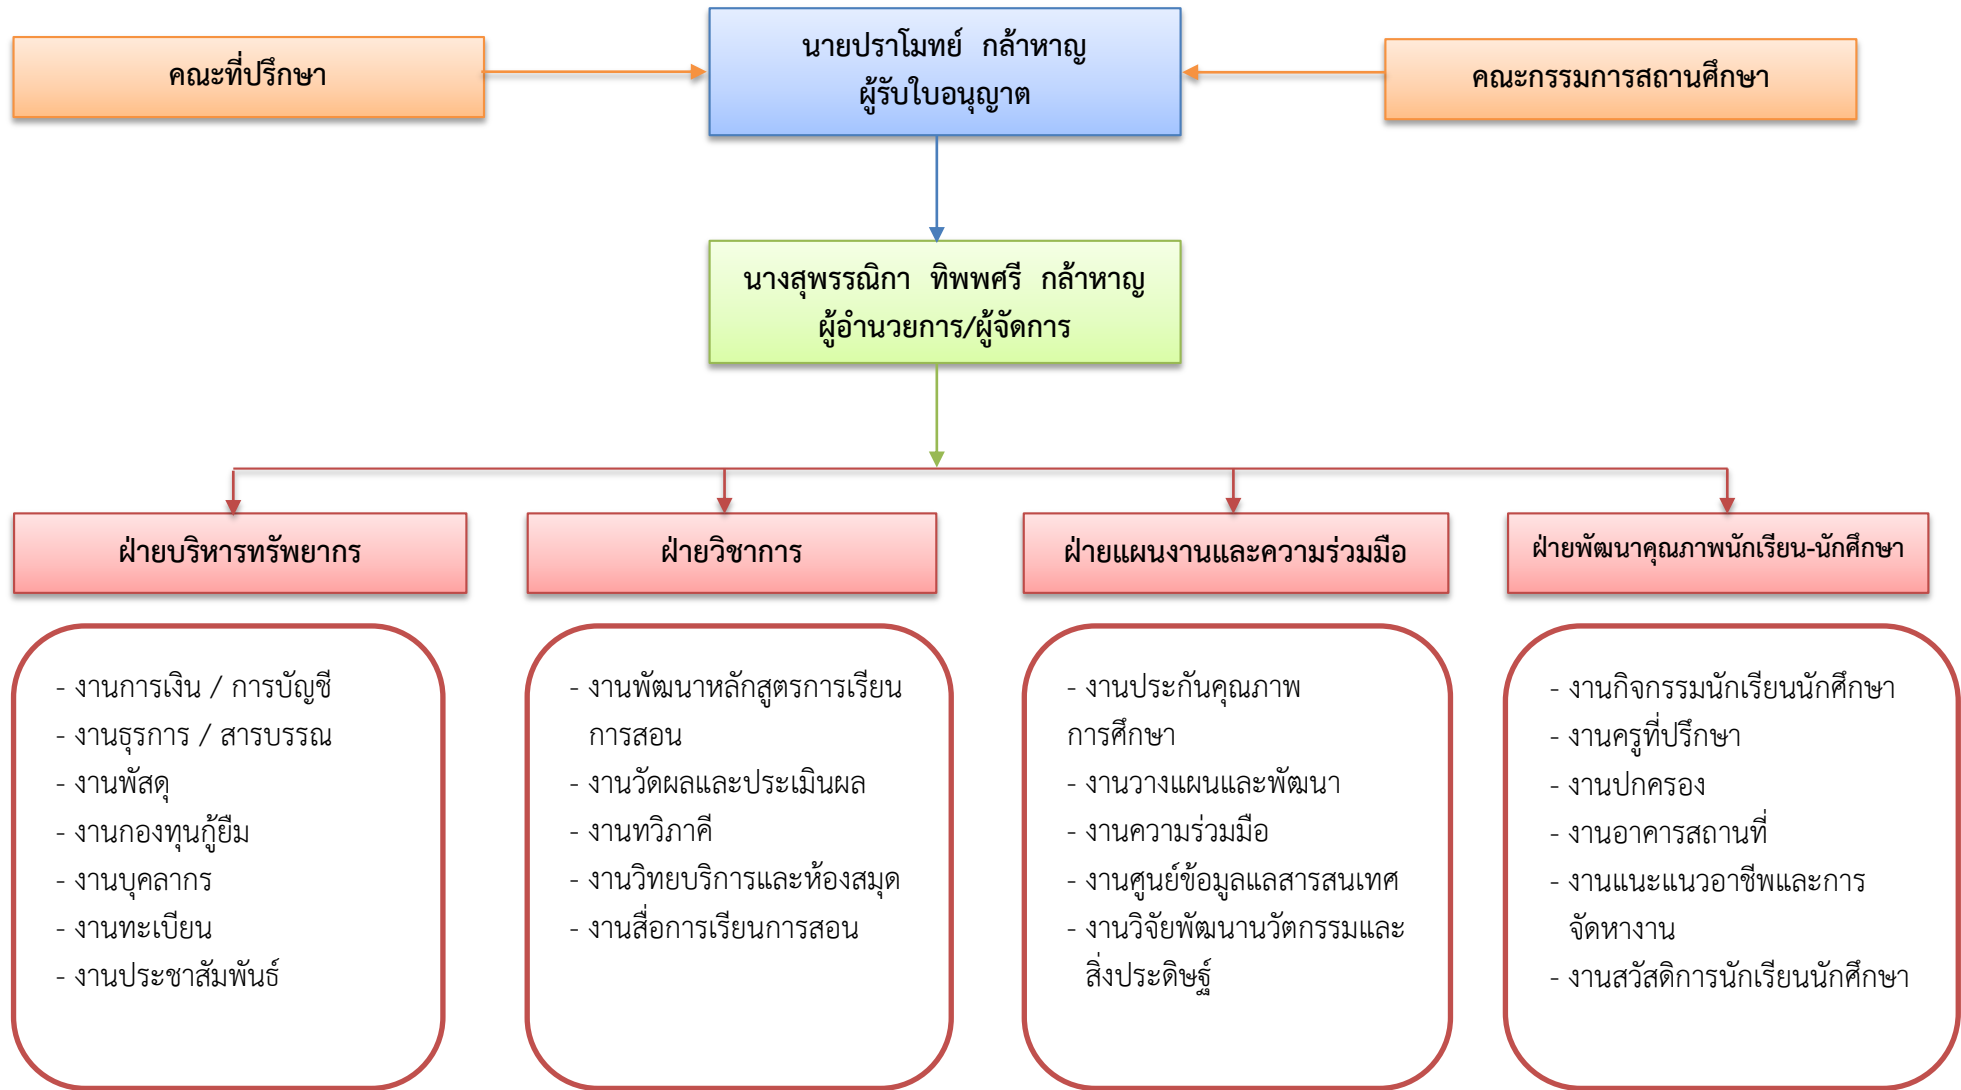 คณะที่ปรึกษา
นายปราโมทย์ กล้าหาญ
ผู้รับใบอนุญาต
คณะกรรมการสถานศึกษา
นางสุพรรณิกา ทิพพศรี กล้าหาญ
ผู้อำนวยการ/ผู้จัดการ
ฝ่ายบริหารทรัพยากร
- งานการเงิน / การบัญชี
- งานธุรการ / สารบรรณ
- งานพัสดุ
- งานกองทุนกู้ยืม
- งานบุคลากร
- งานทะเบียน
- งานประชาสัมพันธ์
ฝ่ายวิชาการ
- งานพัฒนาหลักสูตรการเรียน
การสอน
- งานวัดผลและประเมินผล
- งานทวิภาคี
- งานวิทยบริการและห้องสมุด
- งานสื่อการเรียนการสอน
ฝ่ายแผนงานและความร่วมมือ
- งานประกันคุณภาพ
การศึกษา
- งานวางแผนและพัฒนา
- งานความร่วมมือ
- งานศูนย์ข้อมูลแลสารสนเทศ
- งานวิจัยพัฒนานวัตกรรมและ
สิ่งประดิษฐ์
ฝ่ายพัฒนาคุณภาพนักเรียน-นักศึกษา
- งานกิจกรรมนักเรียนนักศึกษา
- งานครูที่ปรึกษา
- งานปกครอง
- งานอาคารสถานที่
- งานแนะแนวอาชีพและการ
จัดหางาน
- งานสวัสดิการนักเรียนนักศึกษา